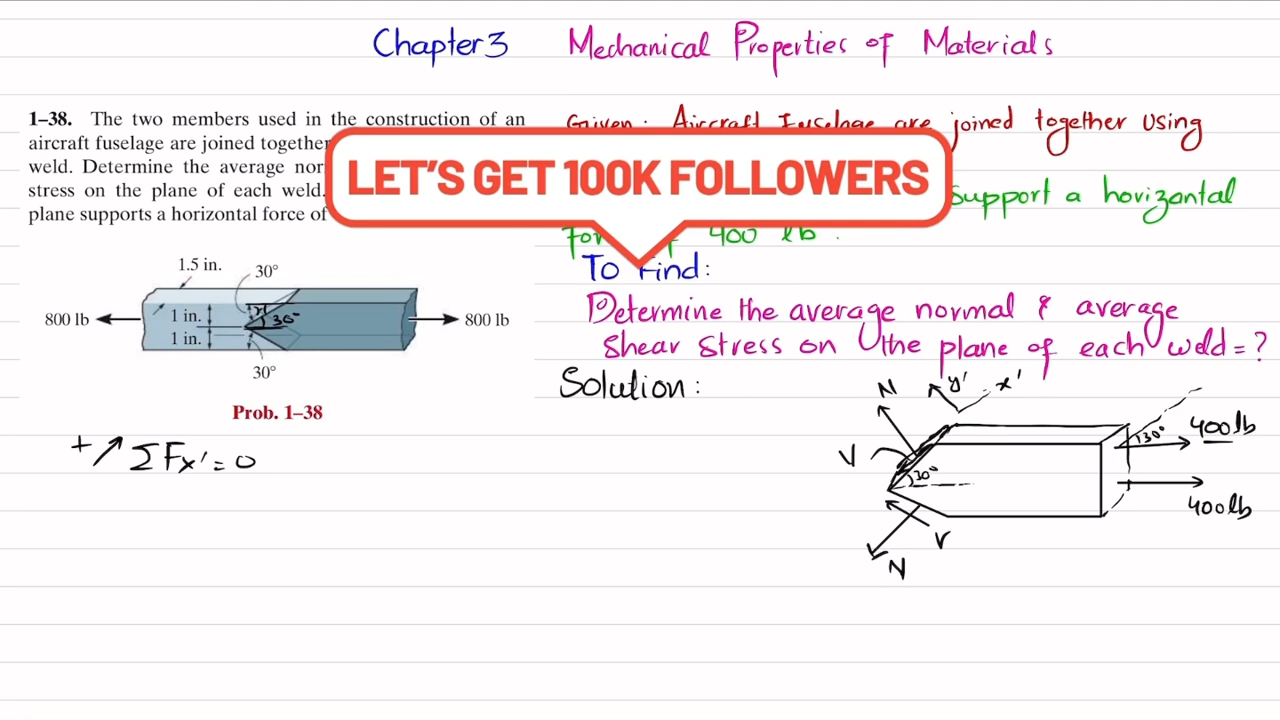 Chapter 3 Mechanical Properties of Materials
1–38. The two members used in the construction of an
aircraft fuselage are joined together
weld. Determine the average nor
stress on the plane of each weld.
plane supports a horizontal force of
Given: Aircraft Fuselage are joined together using
support a horizontal
400 lb.
LET'S GET 100K FOLLOWERS
To Find:
Determine the average normal & average
Shear Stress on the plane of each weld = ?
Solution:
1.5 in.
30°
800 lb
1 in.
30°
800 lb
1 in.
30°
Prob. 1–38
+↗ ΣFx' = 0
N
y'
x'
V
30°
30°
400 lb
400 lb
V
N